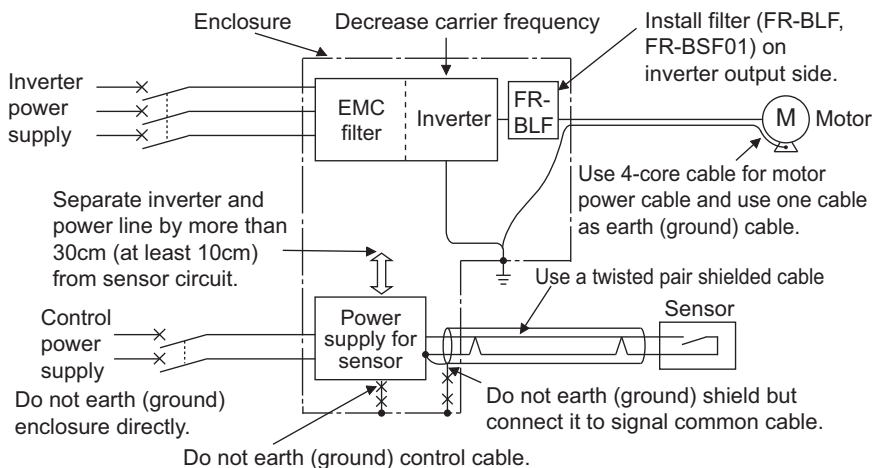 Enclosure
Decrease carrier frequency
Install filter (FR-BLF,
FR-BSF01) on
inverter output side.
Inverter
power
supply
EMC
filter
Inverter
FR-
BLF
M
Motor
Use 4-core cable for motor
power cable and use one cable
as earth (ground) cable.
Separate inverter and
power line by more than
30cm (at least 10cm)
from sensor circuit.
Use a twisted pair shielded cable
Sensor
Control
power
supply
Power
supply for
sensor
Do not earth (ground)
enclosure directly.
Do not earth (ground) shield but
connect it to signal common cable.
Do not earth (ground) control cable.